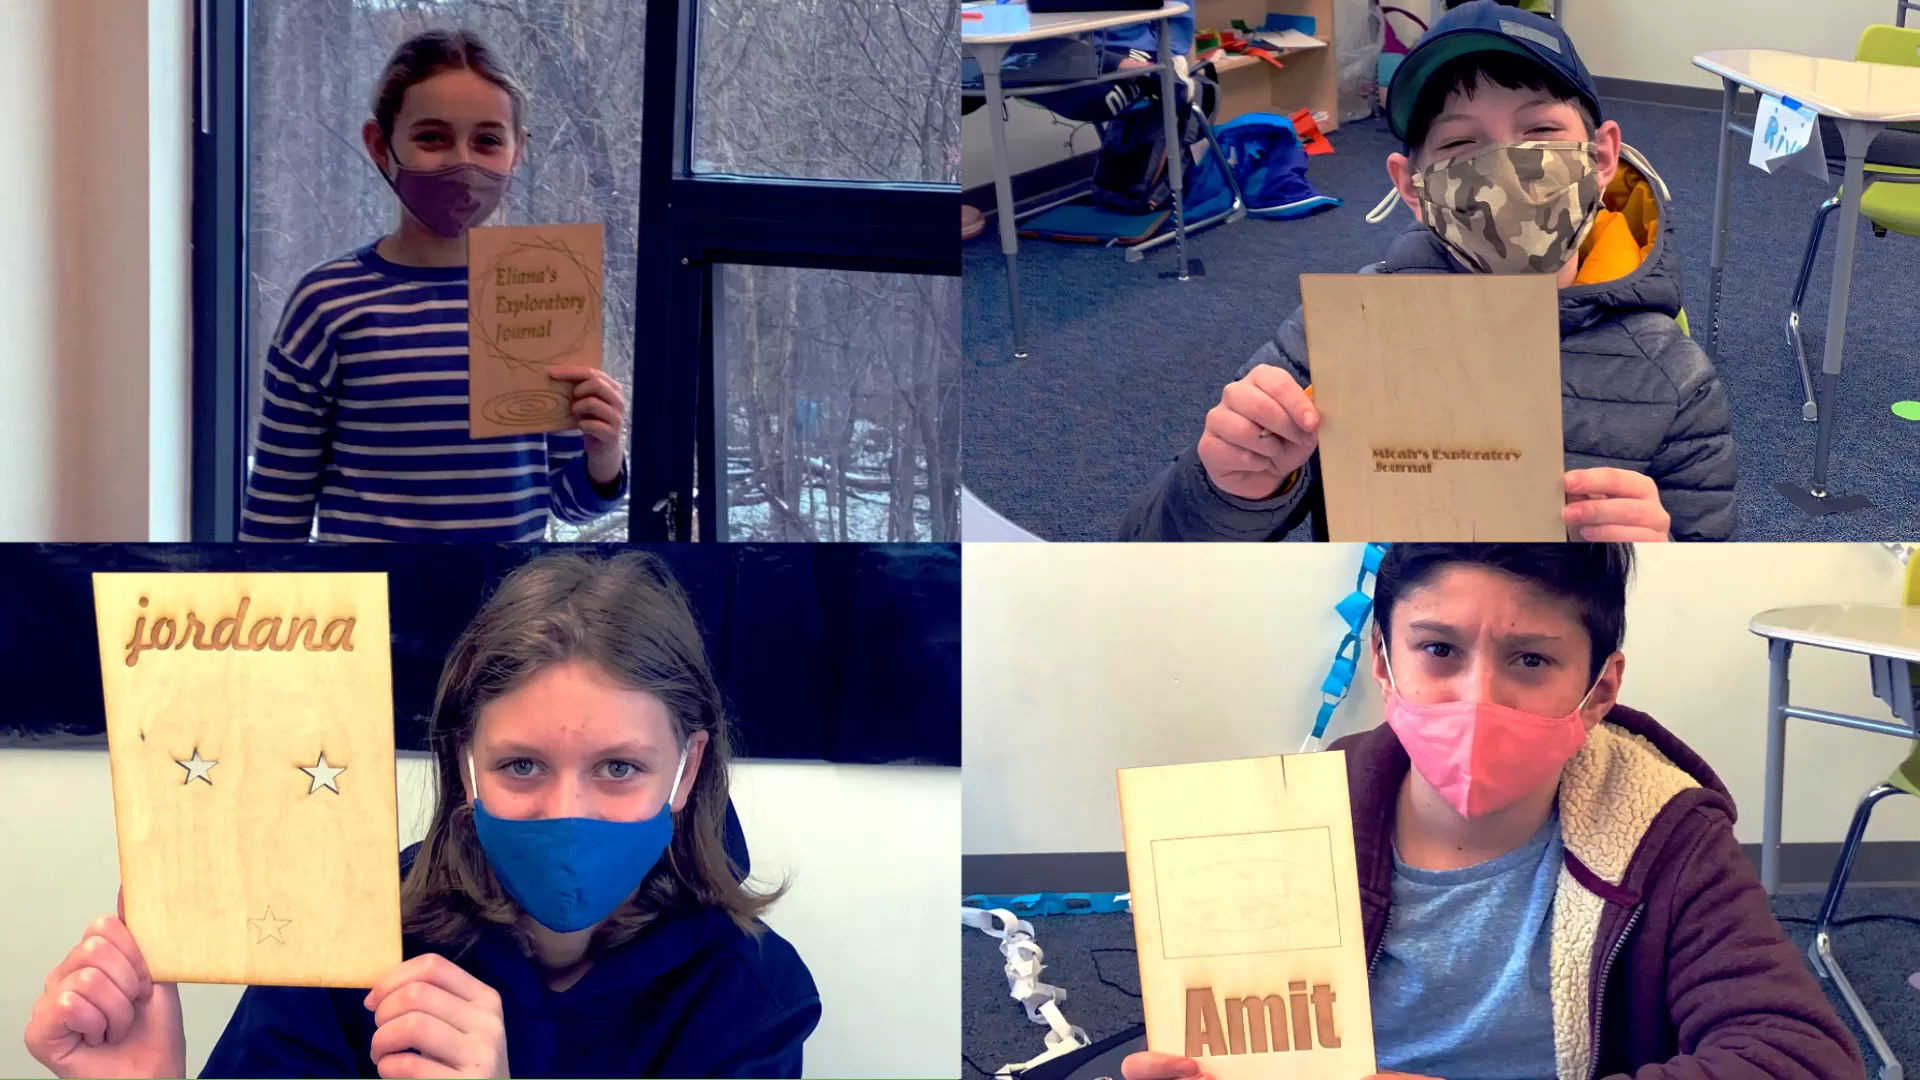 Eliana's
Exploratory
Journal
Micah's Exploratory
Journal
jordana
Amit